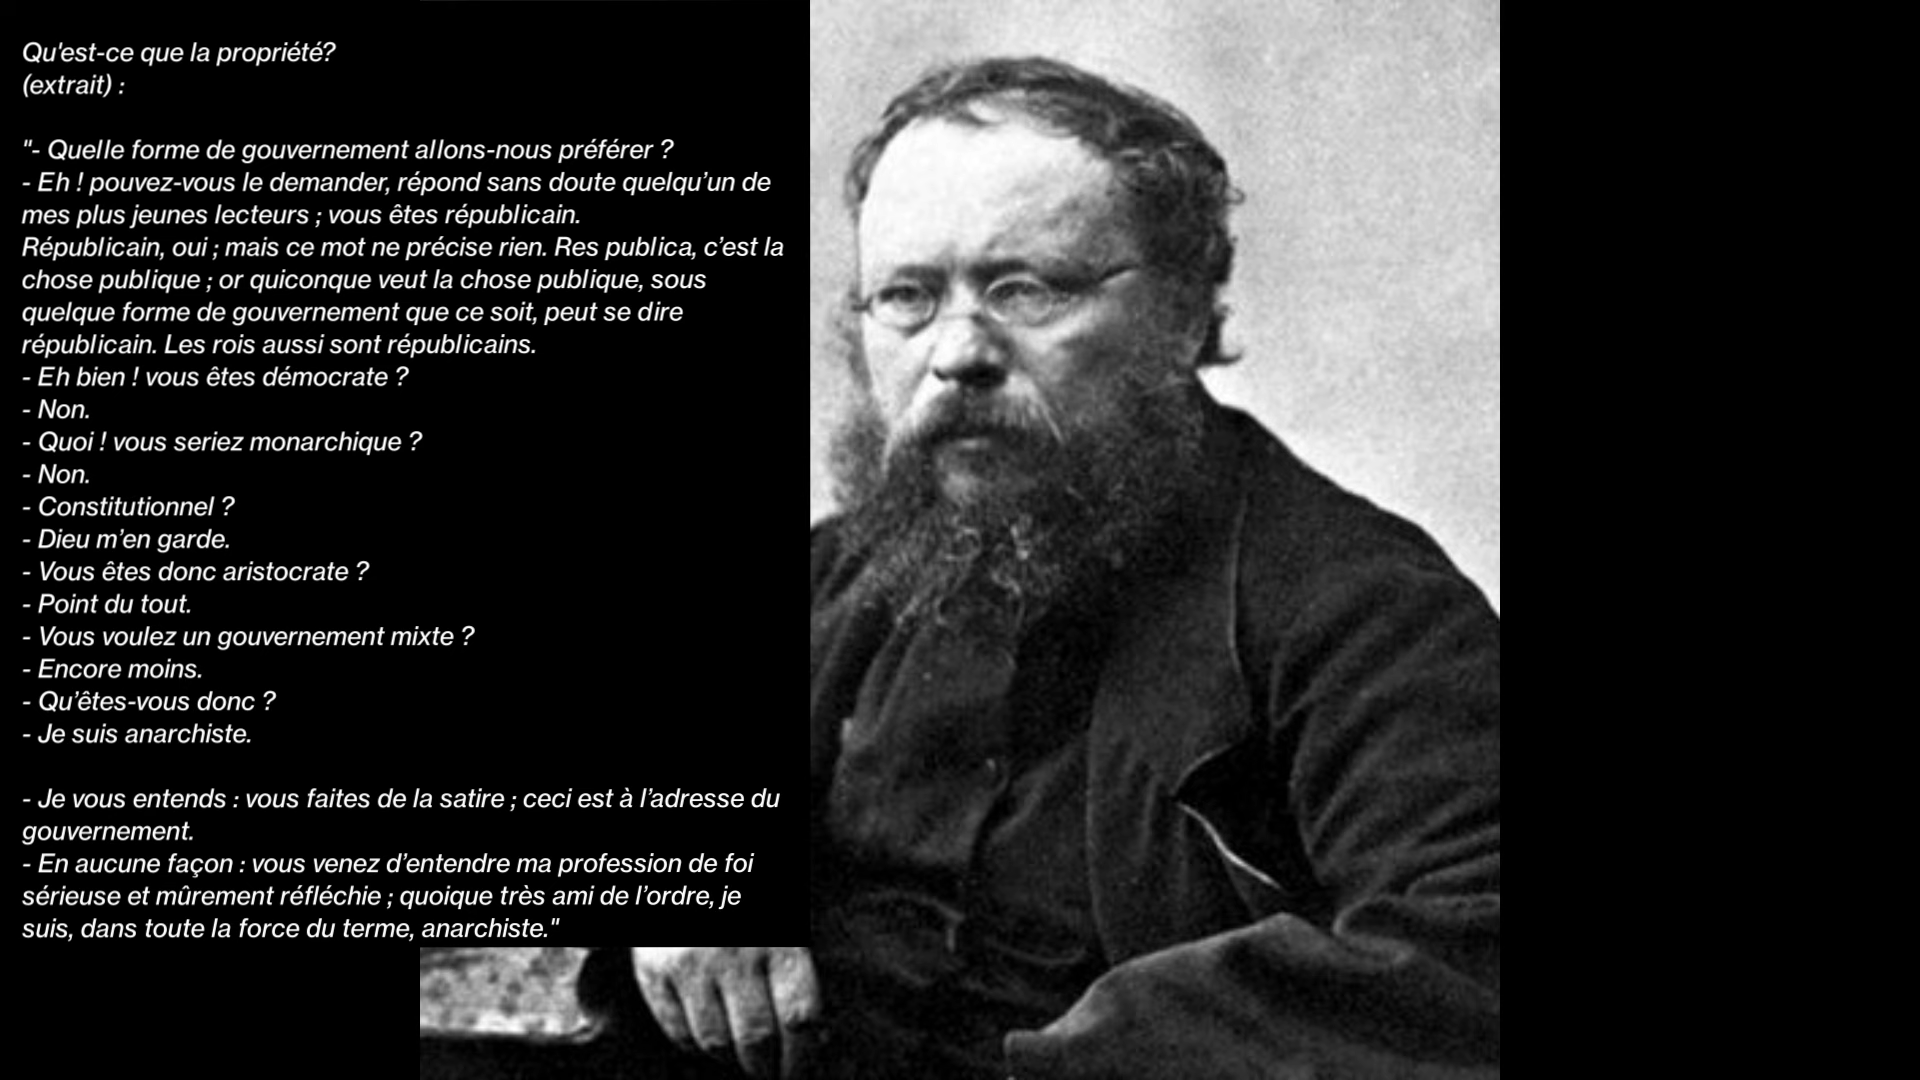 Qu'est-ce que la propriété?
(extrait) :
"- Quelle forme de gouvernement allons-nous préférer ?
- Eh ! pouvez-vous le demander, répond sans doute quelqu’un de
mes plus jeunes lecteurs ; vous êtes républicain.
Républicain, oui ; mais ce mot ne précise rien. Res publica, c’est la
chose publique ; or quiconque veut la chose publique, sous
quelque forme de gouvernement que ce soit, peut se dire
républicain. Les rois aussi sont républicains.
- Eh bien ! vous êtes démocrate ?
- Non.
- Quoi ! vous seriez monarchique ?
- Non.
- Constitutionnel ?
- Dieu m’en garde.
- Vous êtes donc aristocrate ?
- Point du tout.
- Vous voulez un gouvernement mixte ?
- Encore moins.
- Qu’êtes-vous donc ?
- Je suis anarchiste.
- Je vous entends : vous faites de la satire ; ceci est à l’adresse du
gouvernement.
- En aucune façon : vous venez d’entendre ma profession de foi
sérieuse et mûrement réfléchie ; quoique très ami de l’ordre, je
suis, dans toute la force du terme, anarchiste."